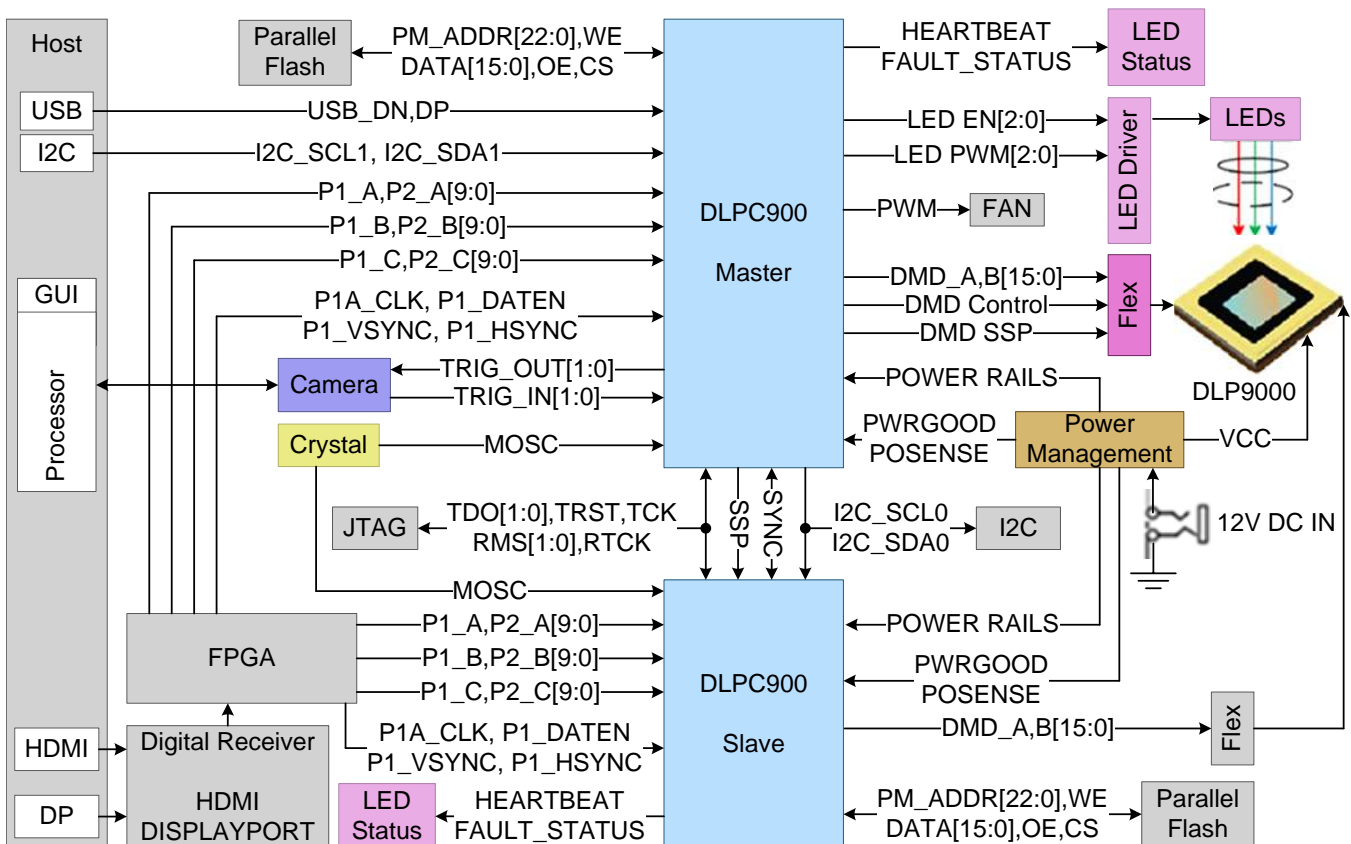 Host
USB
I2C
GUI
Processor
HDMI
DP
Parallel
Flash
PM_ADDR[22:0],WE
DATA[15:0],OE,CS
USB_DN,DP
I2C_SCL1, I2C_SDA1
P1_A,P2_A[9:0]
P1_B,P2_B[9:0]
P1_C,P2_C[9:0]
P1A_CLK, P1_DATEN
P1_VSYNC, P1_HSYNC
Camera
TRIG_OUT[1:0]
TRIG_IN[1:0]
Crystal
MOSC
DLPC900
Master
HEARTBEAT
FAULT_STATUS
LED
Status
LED EN[2:0]
LED PWM[2:0]
LED Driver
LEDs
PWM
FAN
DMD_A,B[15:0]
DMD Control
DMD SSP
Flex
DLP9000
POWER RAILS
PWRGOOD
POSENSE
Power
Management
VCC
12V DC IN
JTAG
TDO[1:0],TRST,TCK
RMS[1:0],RTCK
SSP
SYNC
I2C_SCL0
I2C_SDA0
I2C
MOSC
FPGA
P1_A,P2_A[9:0]
P1_B,P2_B[9:0]
P1_C,P2_C[9:0]
P1A_CLK, P1_DATEN
P1_VSYNC, P1_HSYNC
Digital Receiver
HDMI
DISPLAYPORT
LED
Status
HEARTBEAT
FAULT_STATUS
DLPC900
Slave
POWER RAILS
PWRGOOD
POSENSE
DMD_A,B[15:0]
Flex
PM_ADDR[22:0],WE
DATA[15:0],OE,CS
Parallel
Flash